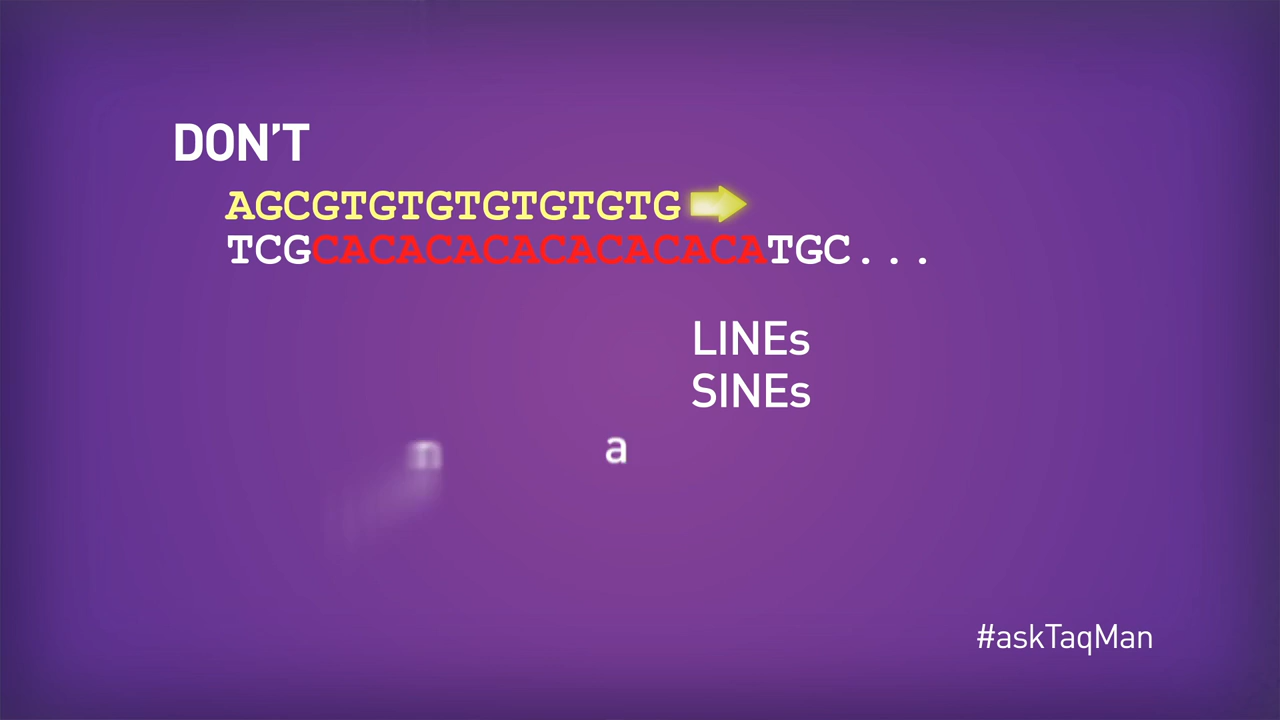 DON'T
AGCGTGTGTGTGTGTG
TCGCACACACACACACACATGC...
LINEs
SINEs
n a
#askTaqMan